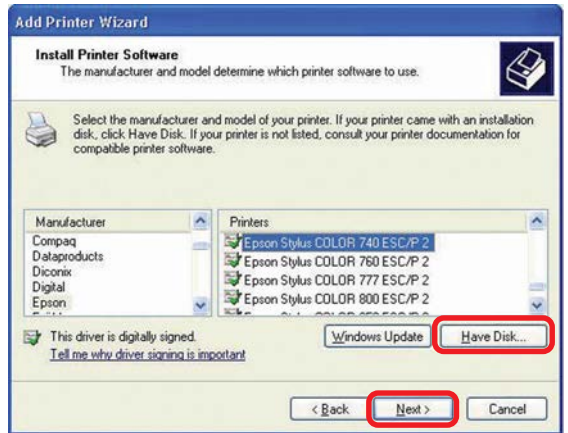 Add Printer Wizard
Install Printer Software
The manufacturer and model determine which printer software to use.
Select the manufacturer and model of your printer. If your printer came with an installation
disk, click Have Disk. If your printer is not listed, consult your printer documentation for
compatible printer software.
Manufacturer
Compaq
Dataproducts
Diconix
Digital
Epson
Printers
Epson Stylus COLOR 740 ESC/P 2
Epson Stylus COLOR 760 ESC/P 2
Epson Stylus COLOR 777 ESC/P 2
Epson Stylus COLOR 800 ESC/P 2
This driver is digitally signed.
Tell me why driver signing is important
Windows Update
Have Disk...
< Back
Next >
Cancel